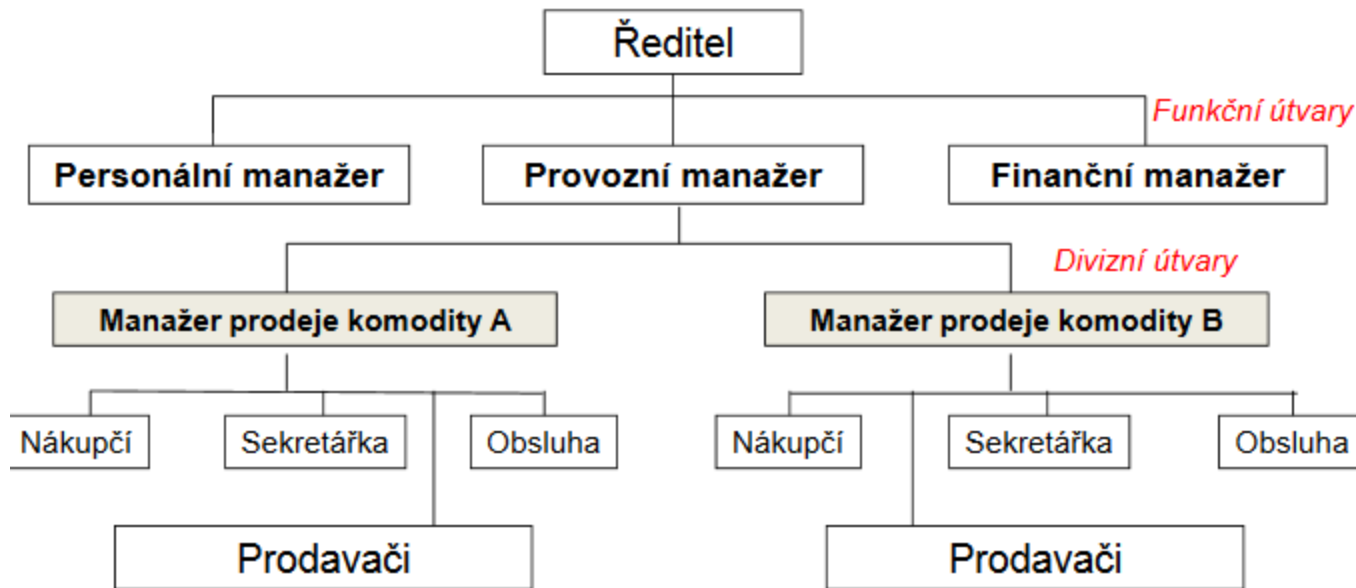 Ředitel
Funkční útvary
Personální manažer
Provozní manažer
Finanční manažer
Divizní útvary
Manažer prodeje komodity A
Manažer prodeje komodity B
Nákupčí
Sekretářka
Obsluha
Nákupčí
Sekretářka
Obsluha
Prodavači
Prodavači